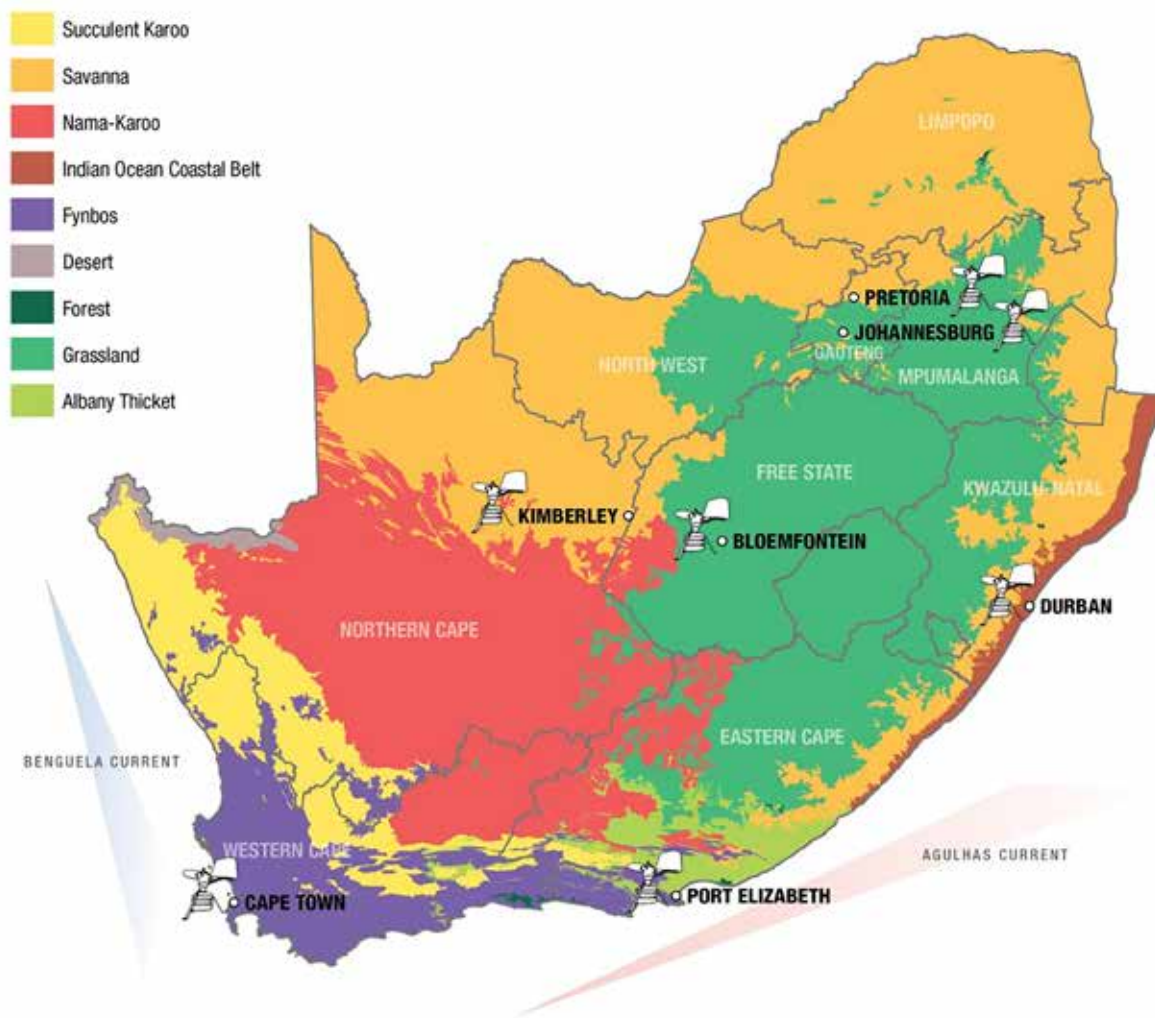 Succulent Karoo
Savanna
Nama-Karoo
Indian Ocean Coastal Belt
Fynbos
Desert
Forest
Grassland
Albany Thicket
LIMPOPO
PRETORIA
JOHANNESBURG
GAUTENG
NORTH WEST
MPUMALANGA
FREE STATE
KWAZULU-NATAL
KIMBERLEY
BLOEMFONTEIN
DURBAN
NORTHERN CAPE
EASTERN CAPE
BENGUELA CURRENT
WESTERN CAPE
AGULHAS CURRENT
CAPE TOWN
PORT ELIZABETH